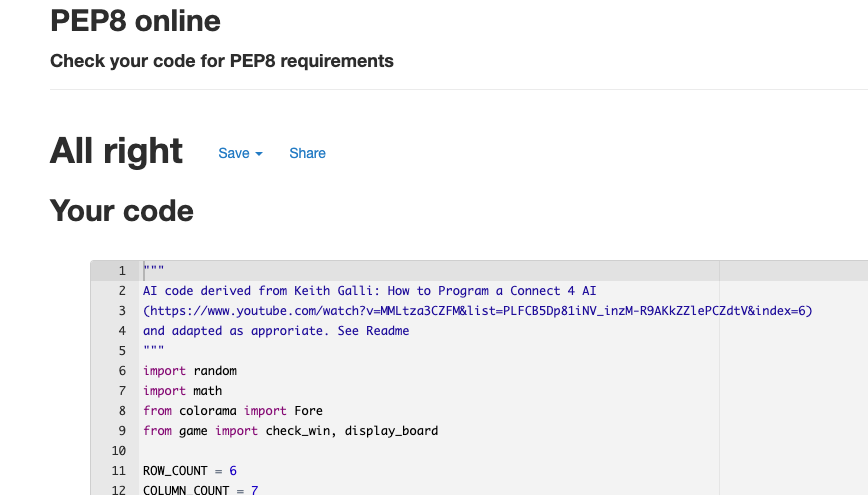 PEP8 online
Check your code for PEP8 requirements
All right Save Share
Your code
1 """
2 AI code derived from Keith Galli: How to Program a Connect 4 AI
3 (https://www.youtube.com/watch?v=MMLtza3CZFM&list=PLFCB5Dp81iNV_inzM-R9AKkZZlePCZdtV&index=6)
4 and adapted as approriate. See Readme
5 """
6 import random
7 import math
8 from colorama import Fore
9 from game import check_win, display_board
10
11 ROW_COUNT = 6
12 COLUMN_COUNT = 7